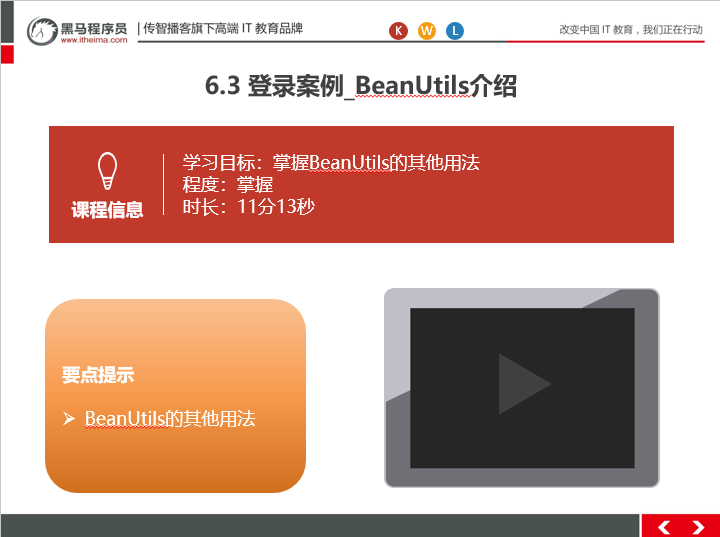 黑马程序员
www.itheima.com
传智播客旗下高端 IT 教育品牌
K W L
改变中国 IT 教育，我们正在行动
6.3 登录案例_BeanUtils介绍
课程信息
学习目标：掌握BeanUtils的其他用法
程度：掌握
时长：11分13秒
要点提示
➢ BeanUtils的其他用法